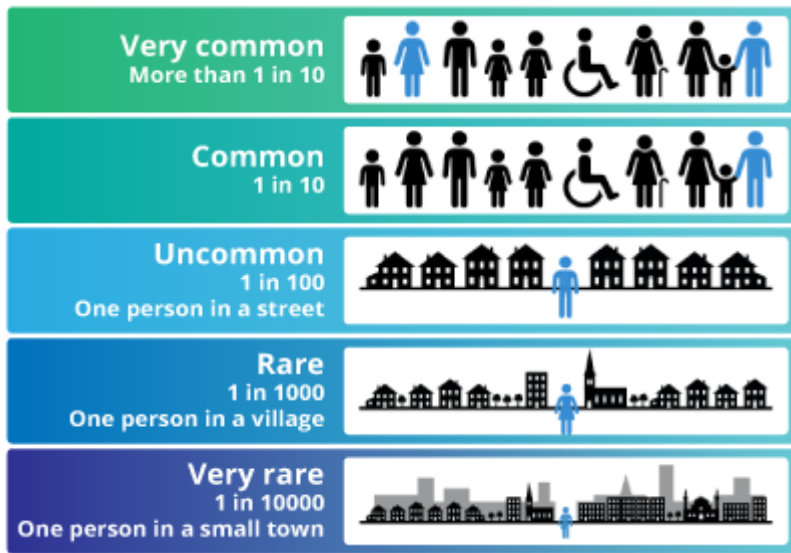 Very common
More than 1 in 10
Common
1 in 10
Uncommon
1 in 100
One person in a street
Rare
1 in 1000
One person in a village
Very rare
1 in 10000
One person in a small town